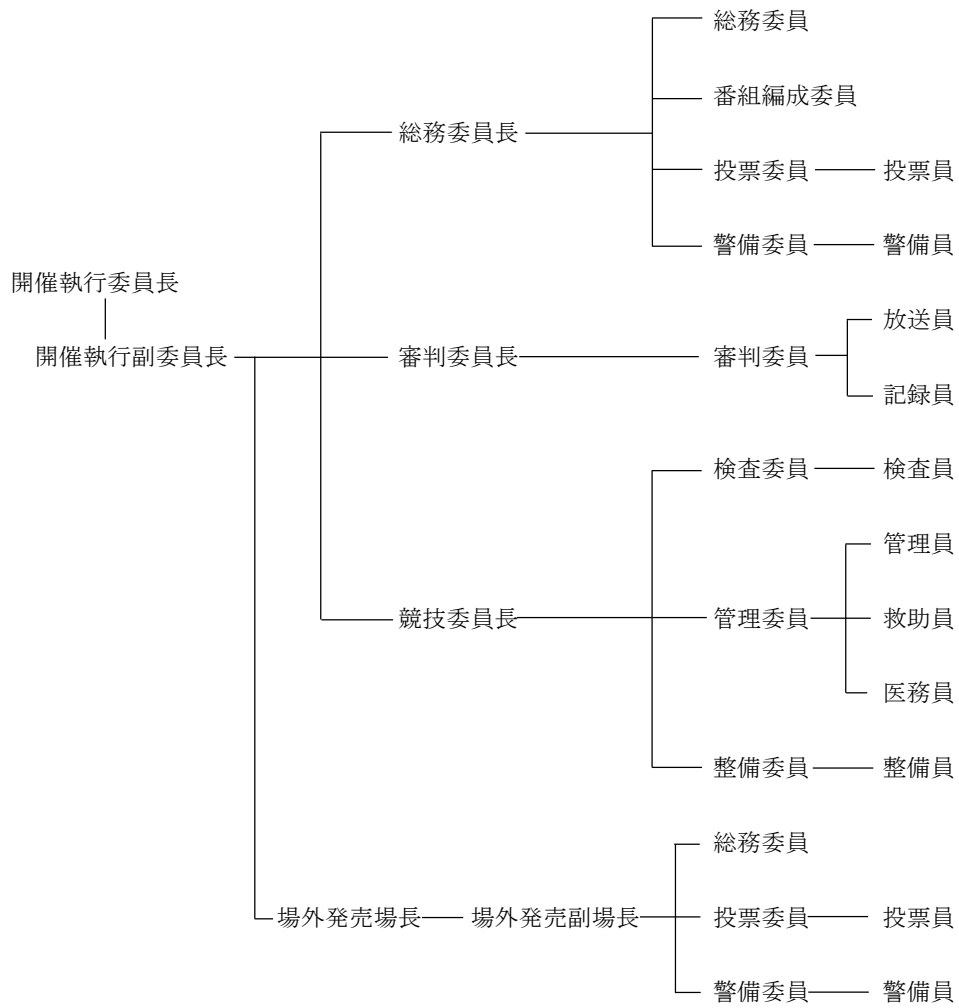 総務委員
番組編成委員
総務委員長
投票委員 投票員
警備委員 警備員
開催執行委員長
放送員
開催執行副委員長 審判委員長 審判委員
記録員
検査委員 検査員
管理員
競技委員長 管理委員 救助員
医務員
整備委員 整備員
総務委員
場外発売場長 場外発売副場長 投票委員 投票員
警備委員 警備員